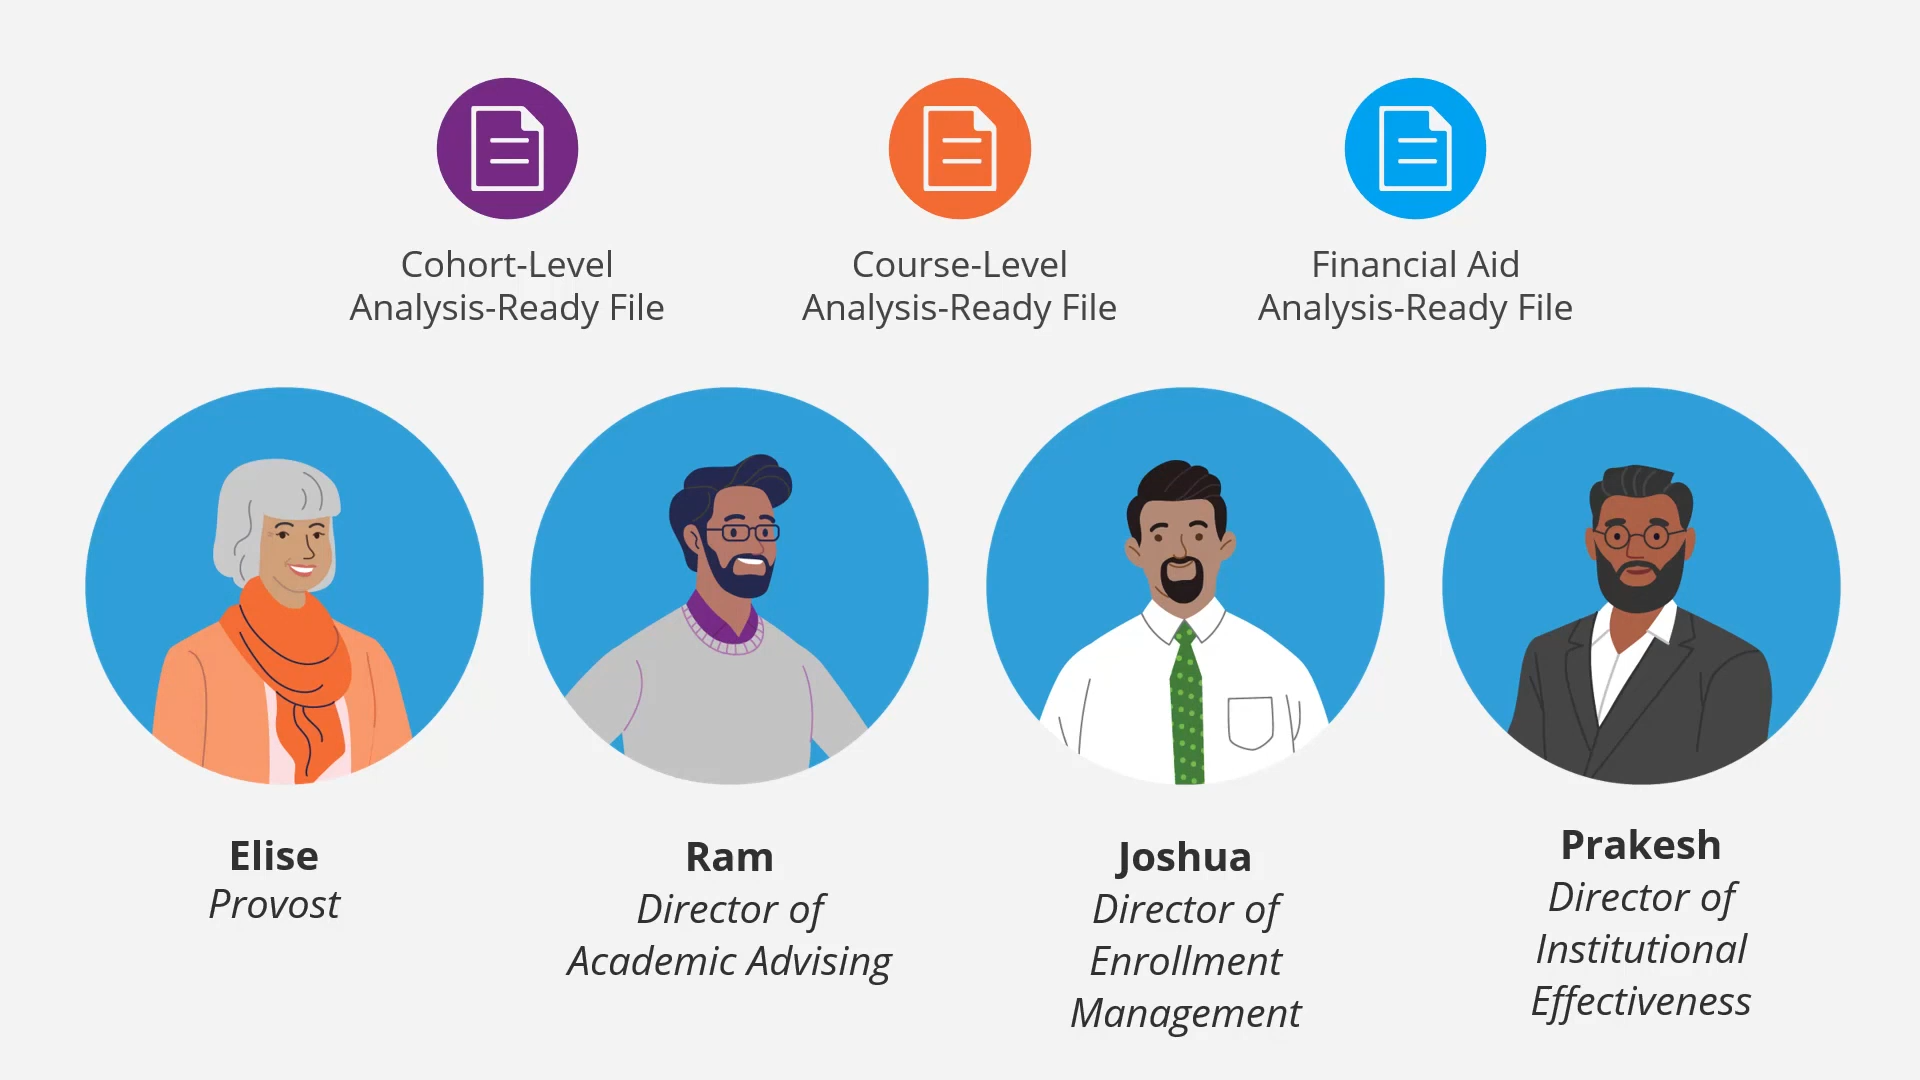 Cohort-Level
Analysis-Ready File
Course-Level
Analysis-Ready File
Financial Aid
Analysis-Ready File
Elise
Provost
Ram
Director of
Academic Advising
Joshua
Director of
Enrollment
Management
Prakesh
Director of
Institutional
Effectiveness